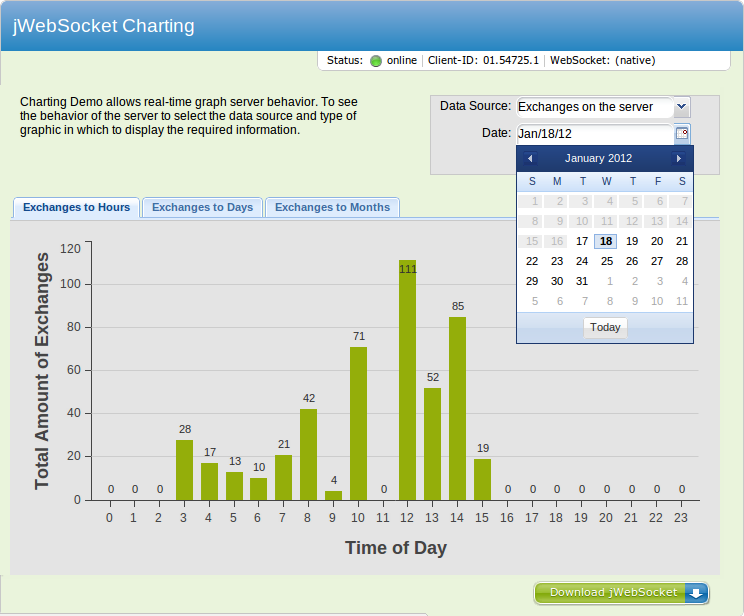 jWebSocket Charting
Status: online Client-ID: 01.54725.1 WebSocket: (native)
Charting Demo allows real-time graph server behavior. To see
the behavior of the server to select the data source and type of
graphic in which to display the required information.
Data Source: Exchanges on the server
Date: Jan/18/12
January 2012
S M T W T F S
1 2 3 4 5 6 7
8 9 10 11 12 13 14
15 16 17 18 19 20 21
22 23 24 25 26 27 28
29 30 31 1 2 3 4
5 6 7 8 9 10 11
Today
Exchanges to Hours Exchanges to Days Exchanges to Months
Total Amount of Exchanges
120
100
80
60
40
20
0
0 0 0 28 17 13 10 21 42 4 71 0 111 52 85 19 0 0 0 0 0 0 0 0
0 1 2 3 4 5 6 7 8 9 10 11 12 13 14 15 16 17 18 19 20 21 22 23
Time of Day
Download jWebSocket